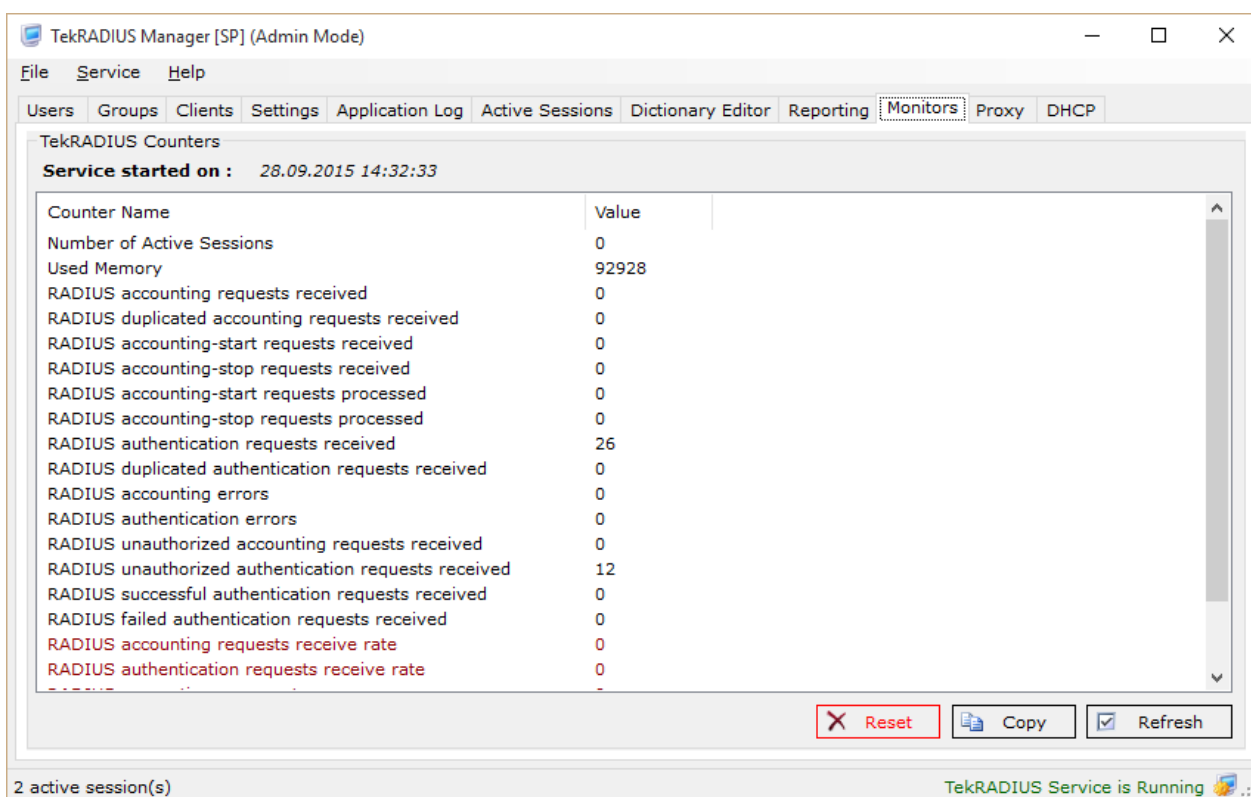 TekRADIUS Manager [SP] (Admin Mode)
File Service Help
Users Groups Clients Settings Application Log Active Sessions Dictionary Editor Reporting Monitors Proxy DHCP
TekRADIUS Counters
Service started on : 28.09.2015 14:32:33
Counter Name Value
Number of Active Sessions 0
Used Memory 92928
RADIUS accounting requests received 0
RADIUS duplicated accounting requests received 0
RADIUS accounting-start requests received 0
RADIUS accounting-stop requests received 0
RADIUS accounting-start requests processed 0
RADIUS accounting-stop requests processed 0
RADIUS authentication requests received 26
RADIUS duplicated authentication requests received 0
RADIUS accounting errors 0
RADIUS authentication errors 0
RADIUS unauthorized accounting requests received 0
RADIUS unauthorized authentication requests received 12
RADIUS successful authentication requests received 0
RADIUS failed authentication requests received 0
RADIUS accounting requests receive rate 0
RADIUS authentication requests receive rate 0
Reset Copy Refresh
2 active session(s) TekRADIUS Service is Running